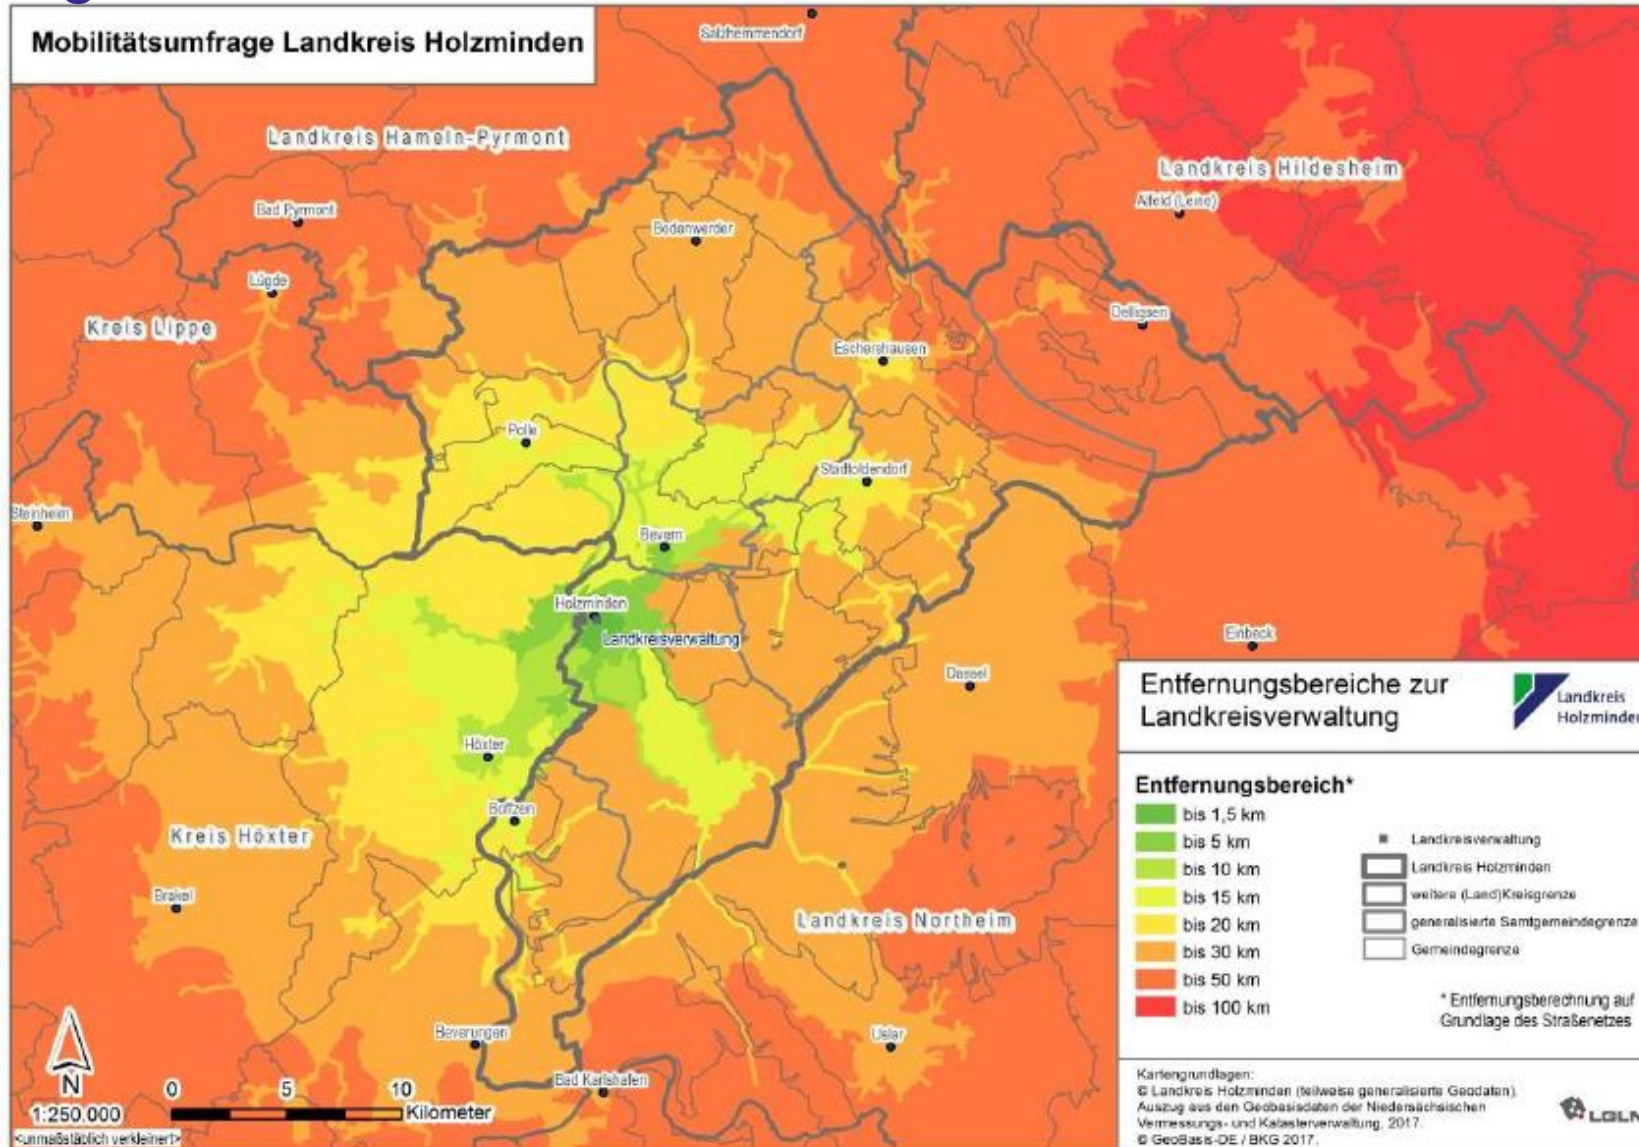 Mobilitätsumfrage Landkreis Holzminden
Salzhemmendorf
Landkreis Hameln-Pyrmont
Landkreis Hildesheim
Bad Pyrmont
Alfeld (Leine)
Bodenwerder
Lügde
Kreis Lippe
Delligsen
Eschershausen
Polle
Stadtoldendorf
Steinheim
Bevern
Holzminden
Landkreisverwaltung
Einbeck
Dassel
Höxter
Boffzen
Kreis Höxter
Brakel
Landkreis Northeim
Beverungen
Uslar
Bad Karlshafen
N
1:250.000
<unmaßstäblich verkleinert>
0 5 10
Kilometer
Entfernungsbereiche zur
Landkreisverwaltung
Landkreis
Holzminden
Entfernungsbereich*
bis 1,5 km
bis 5 km
bis 10 km
bis 15 km
bis 20 km
bis 30 km
bis 50 km
bis 100 km
Landkreisverwaltung
Landkreis Holzminden
weitere (Land)Kreisgrenze
generalisierte Samtgemeindegrenze
Gemeindegrenze
* Entfernungsberechnung auf
Grundlage des Straßenetzes
Kartengrundlagen:
© Landkreis Holzminden (teilweise generalisierte Geodaten).
Auszug aus den Geobasisdaten der Niedersächsischen
Vermessungs- und Katasterverwaltung, 2017.
© GeoBasis-DE / BKG 2017.
LGLN